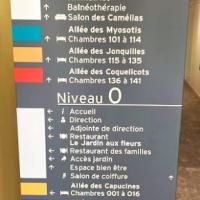 Balnéothérapie
Salon des Camélias
Allée des Myosotis
Chambres 101 à 114
Allée des Jonquilles
Chambres 115 à 135
Allée des Coquelicots
Chambres 136 à 141
Niveau 0
Accueil
Direction
Adjointe de direction
Restaurant
Le Jardin aux fleurs
Restaurant des familles
Accès jardin
Espace bien être
Salon de coiffure
Allée des Capucines
Chambres 001 à 016